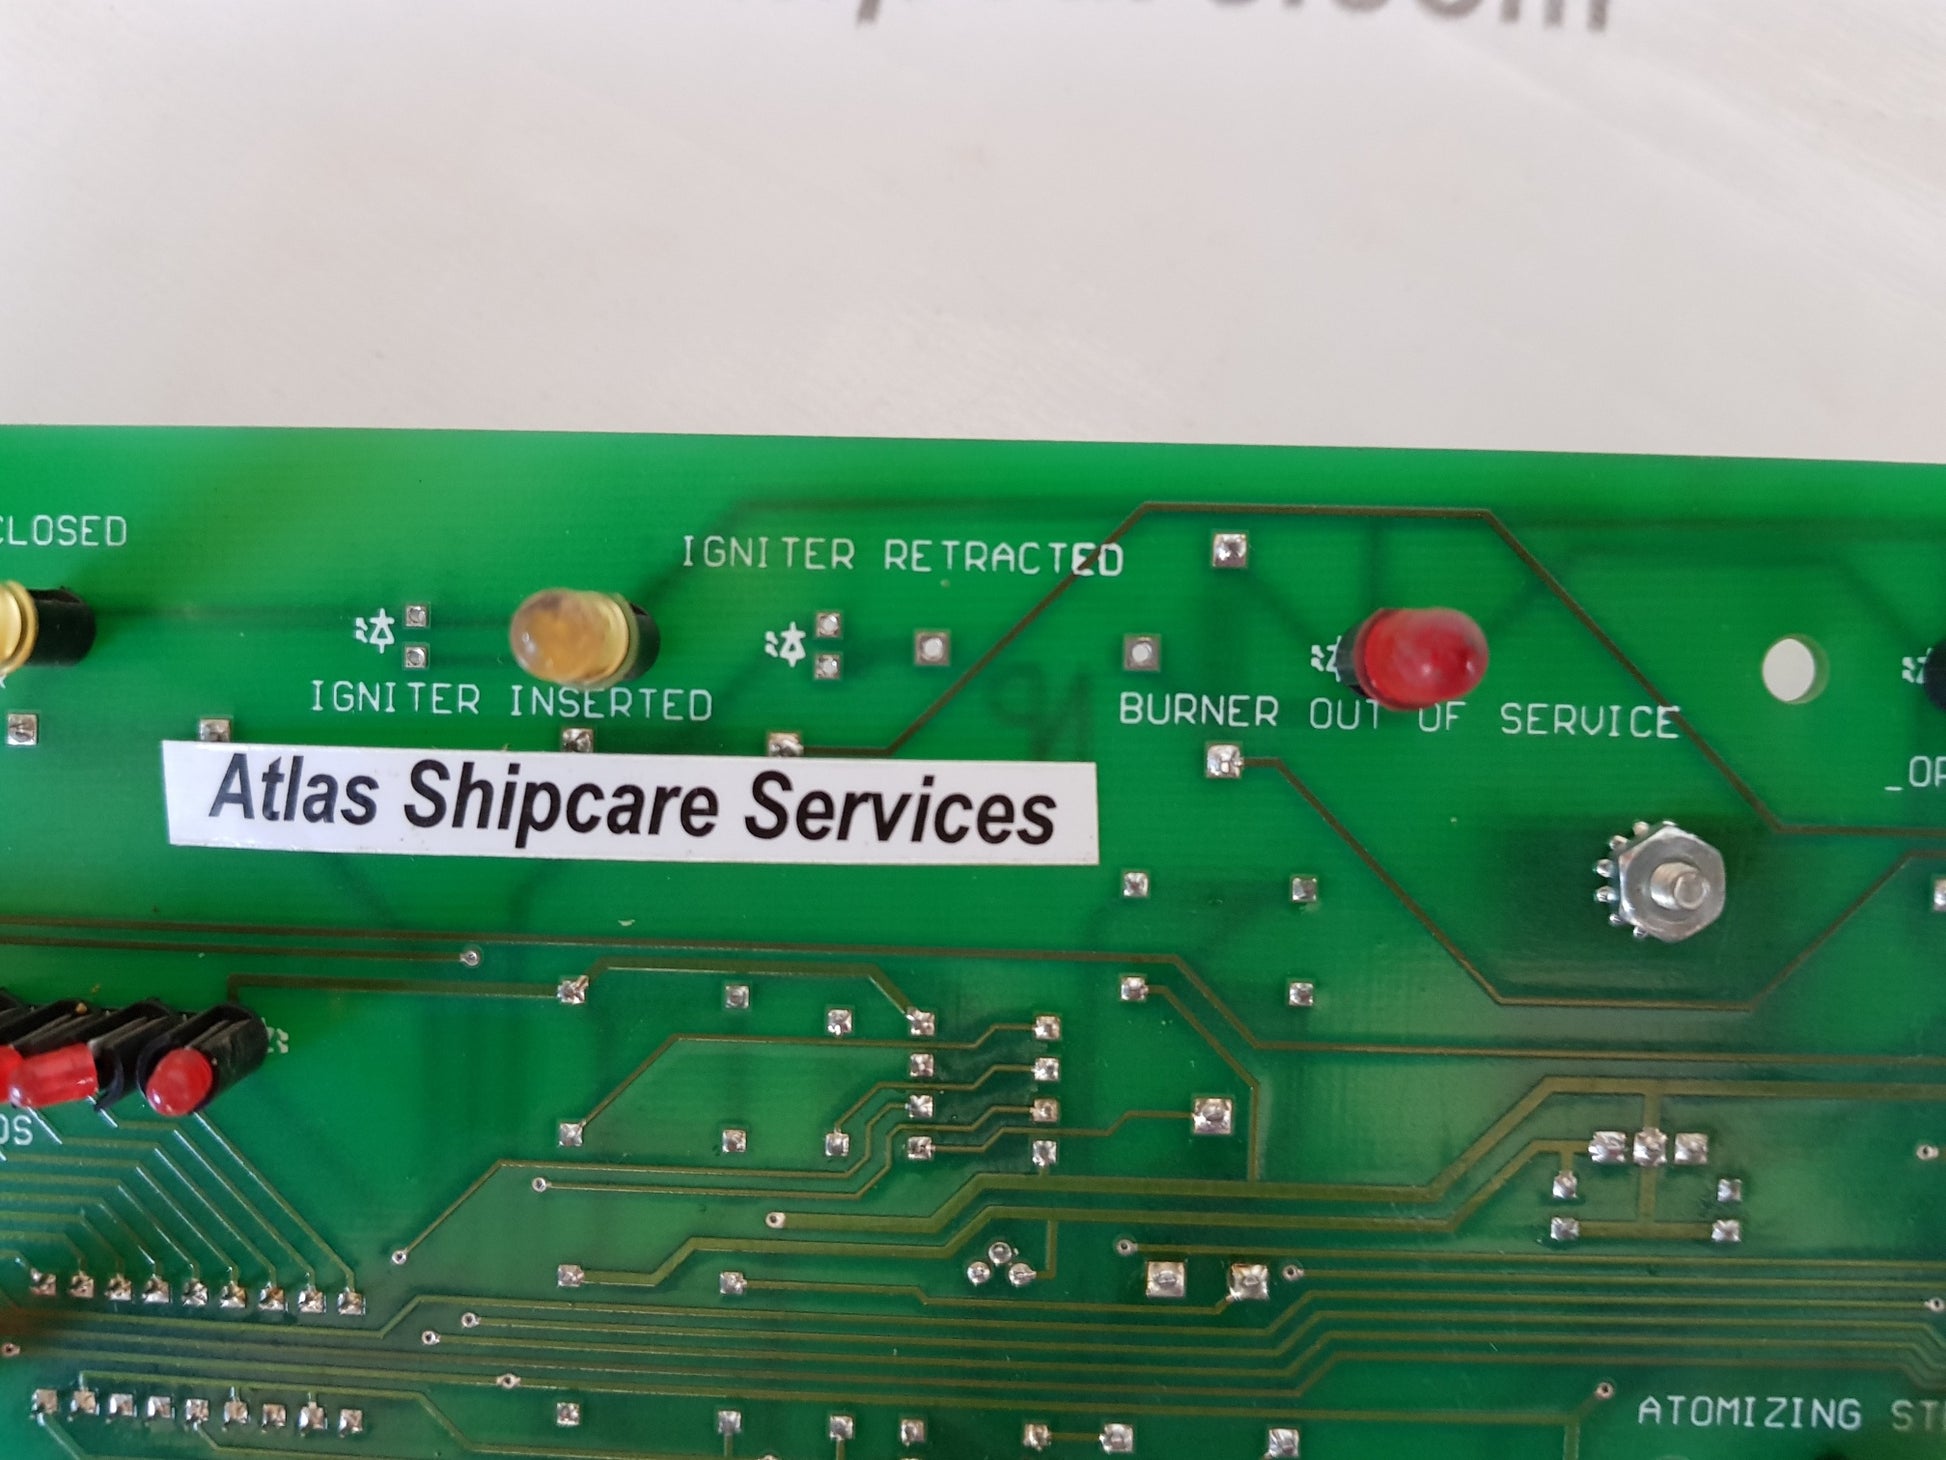 CLOSED
IGNITER RETRACTED
IGNITER INSERTED
BURNER OUT OF SERVICE
Atlas Shipcare Services
ATOMIZING